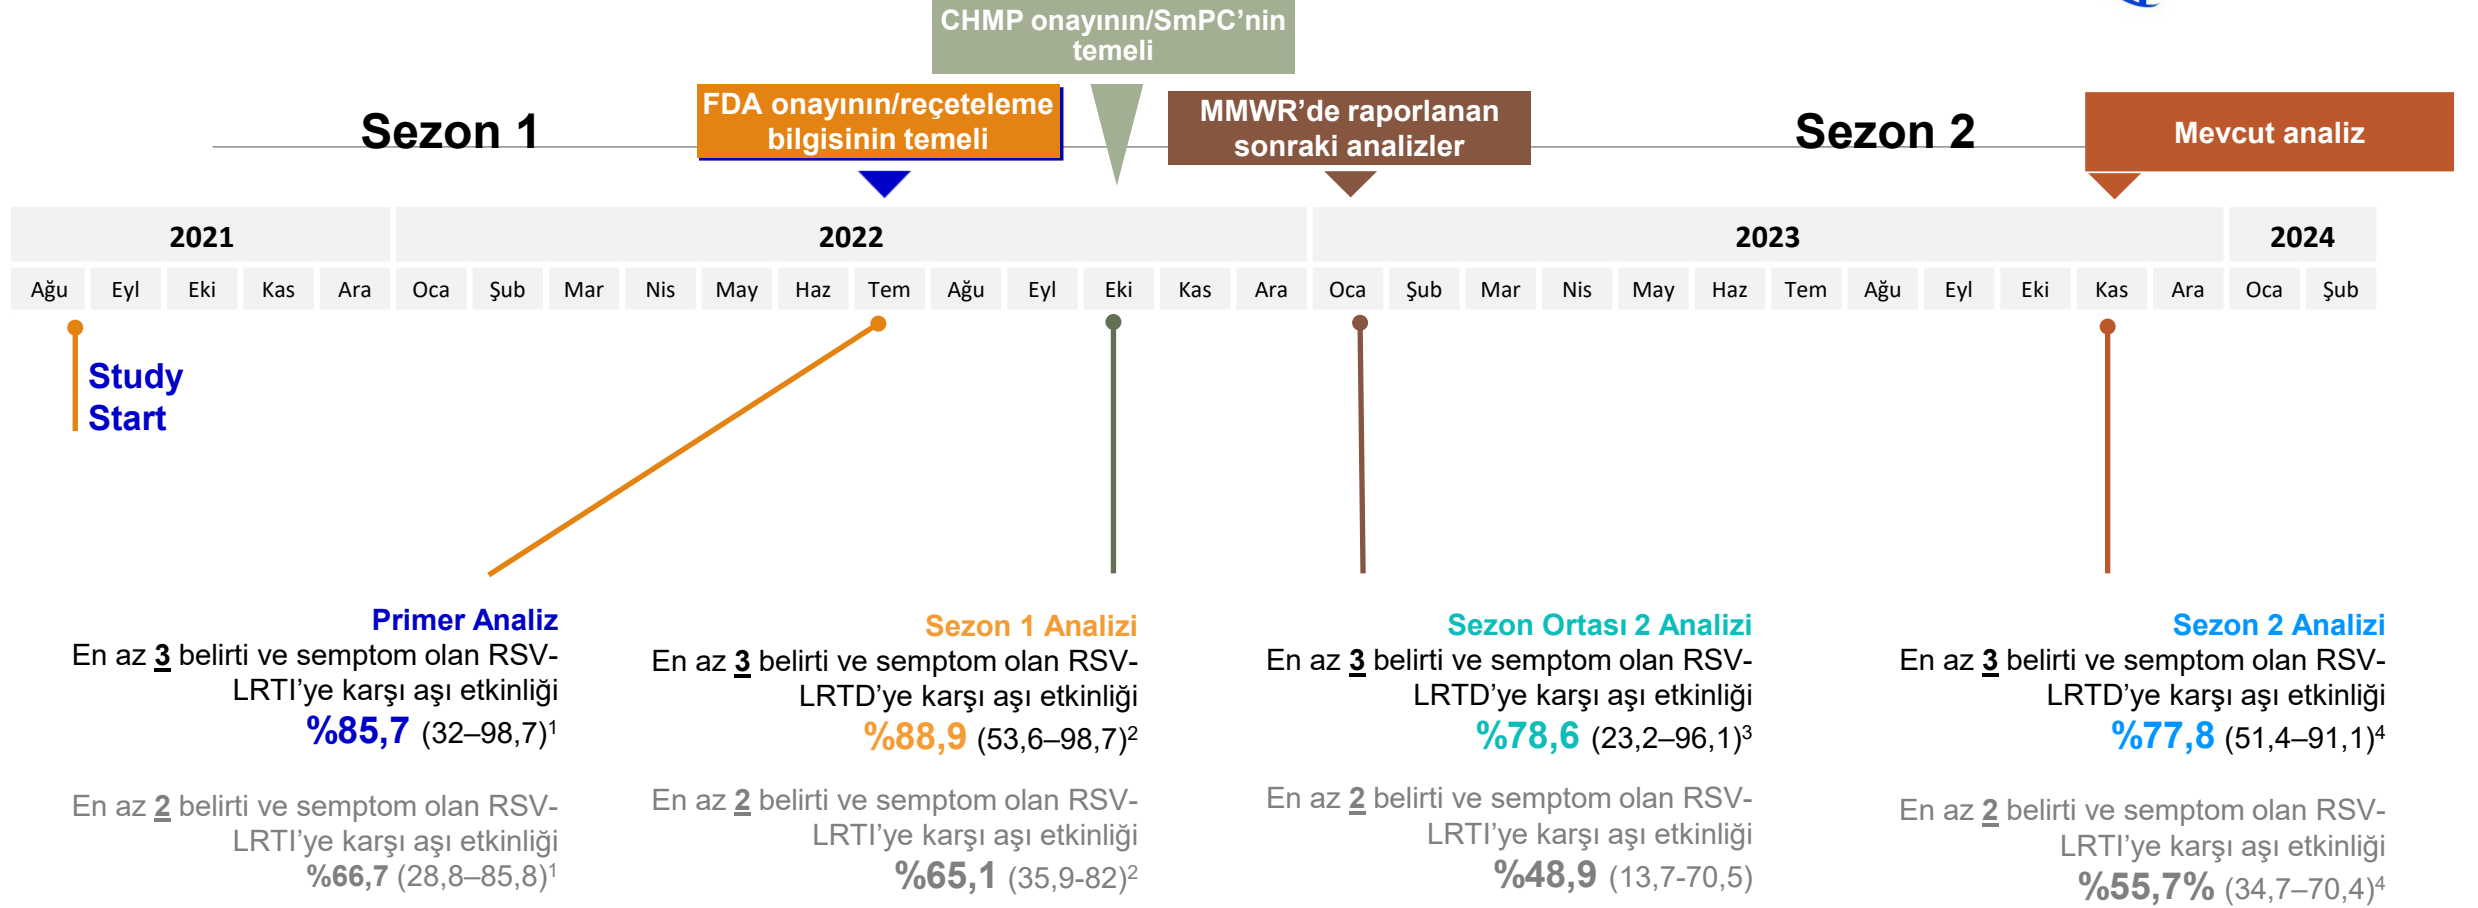 CHMP onayının/SmPC’nin
temeli
Sezon 1
FDA onayının/reçeteleme
bilgisinin temeli
MMWR’de raporlanan
sonraki analizler
Sezon 2
Mevcut analiz
2021 2022 2023 2024
Ağu Eyl Eki Kas Ara Oca Şub Mar Nis May Haz Tem Ağu Eyl Eki Kas Ara Oca Şub Mar Nis May Haz Tem Ağu Eyl Eki Kas Ara Oca Şub
Study
Start
Primer Analiz
En az 3 belirti ve semptom olan RSV-
LRTI’ye karşı aşı etkinliği
%85,7 (32–98,7)¹
En az 2 belirti ve semptom olan RSV-
LRTI’ye karşı aşı etkinliği
%66,7 (28,8–85,8)¹
Sezon 1 Analizi
En az 3 belirti ve semptom olan RSV-
LRTD’ye karşı aşı etkinliği
%88,9 (53,6–98,7)²
En az 2 belirti ve semptom olan RSV-
LRTI’ye karşı aşı etkinliği
%65,1 (35,9-82)²
Sezon Ortası 2 Analizi
En az 3 belirti ve semptom olan RSV-
LRTD’ye karşı aşı etkinliği
%78,6 (23,2–96,1)³
En az 2 belirti ve semptom olan RSV-
LRTI’ye karşı aşı etkinliği
%48,9 (13,7-70,5)
Sezon 2 Analizi
En az 3 belirti ve semptom olan RSV-
LRTD’ye karşı aşı etkinliği
%77,8 (51,4–91,1)⁴
En az 2 belirti ve semptom olan RSV-
LRTI’ye karşı aşı etkinliği
%55,7% (34,7–70,4)⁴